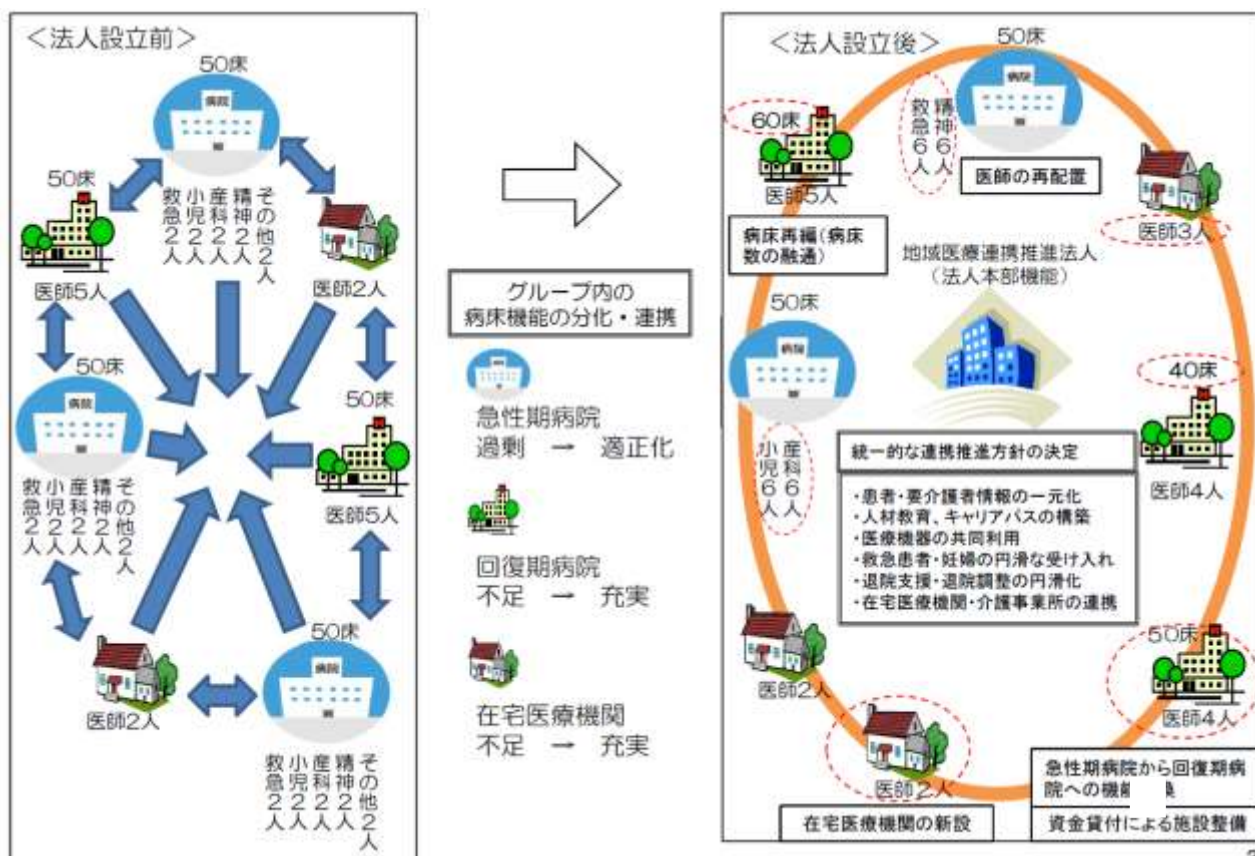 <法人設立前>
50床
病院
50床
医師5人
救急2人
小児2人
産科2人
精神2人
その他2人
医師2人
50床
病院
救急2人
小児2人
産科2人
精神2人
その他2人
50床
医師5人
医師2人
50床
病院
救急2人
小児2人
産科2人
精神2人
その他2人
グループ内の
病床機能の分化・連携
急性期病院
過剰 → 適正化
回復期病院
不足 → 充実
在宅医療機関
不足 → 充実
<法人設立後>
50床
病院
救急6人
精神6人
医師の再配置
60床
医師5人
病床再編(病床
数の融通)
医師3人
地域医療連携推進法人
(法人本部機能)
50床
病院
小児6人
産科6人
40床
医師4人
統一的な連携推進方針の決定
・患者・要介護者情報の一元化
・人材教育、キャリアパスの構築
・医療機器の共同利用
・救急患者・妊婦の円滑な受け入れ
・退院支援・退院調整の円滑化
・在宅医療機関・介護事業所の連携
医師2人
50床
医師4人
医師2人
在宅医療機関の新設
急性期病院から回復期病
院への機能
資金貸付による施設整備